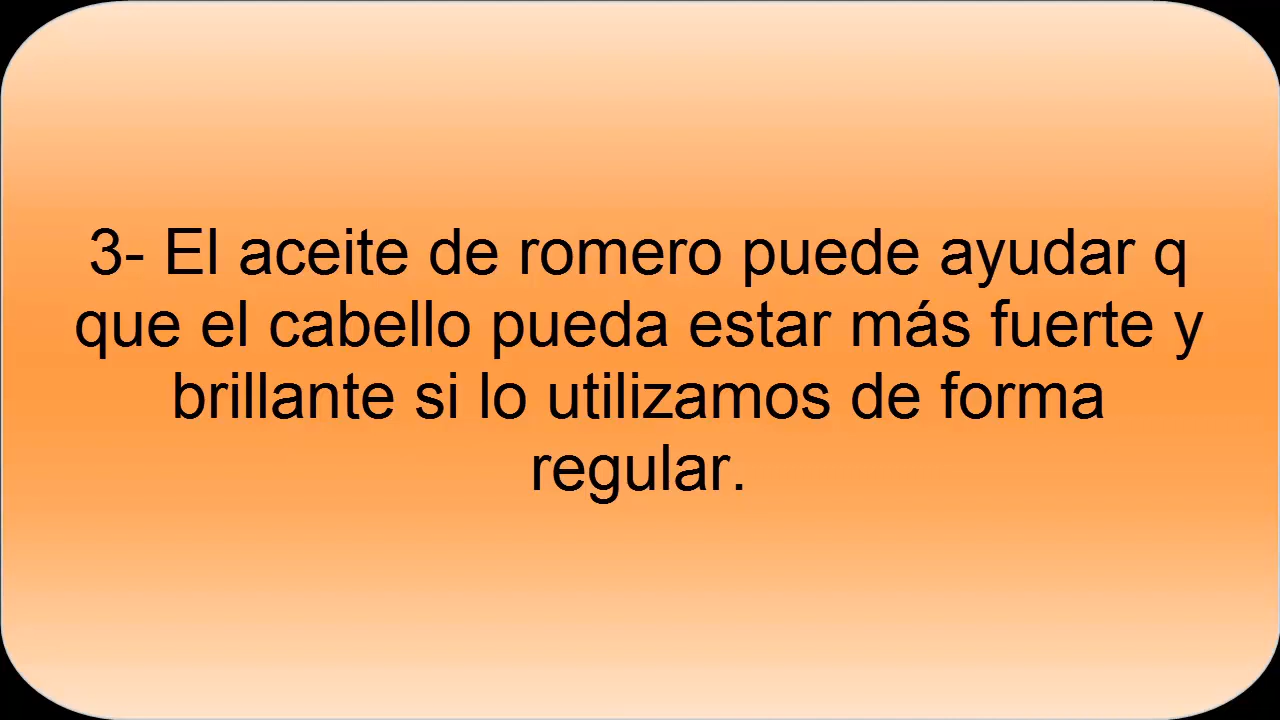 3- El aceite de romero puede ayudar q
que el cabello pueda estar más fuerte y
brillante si lo utilizamos de forma
regular.